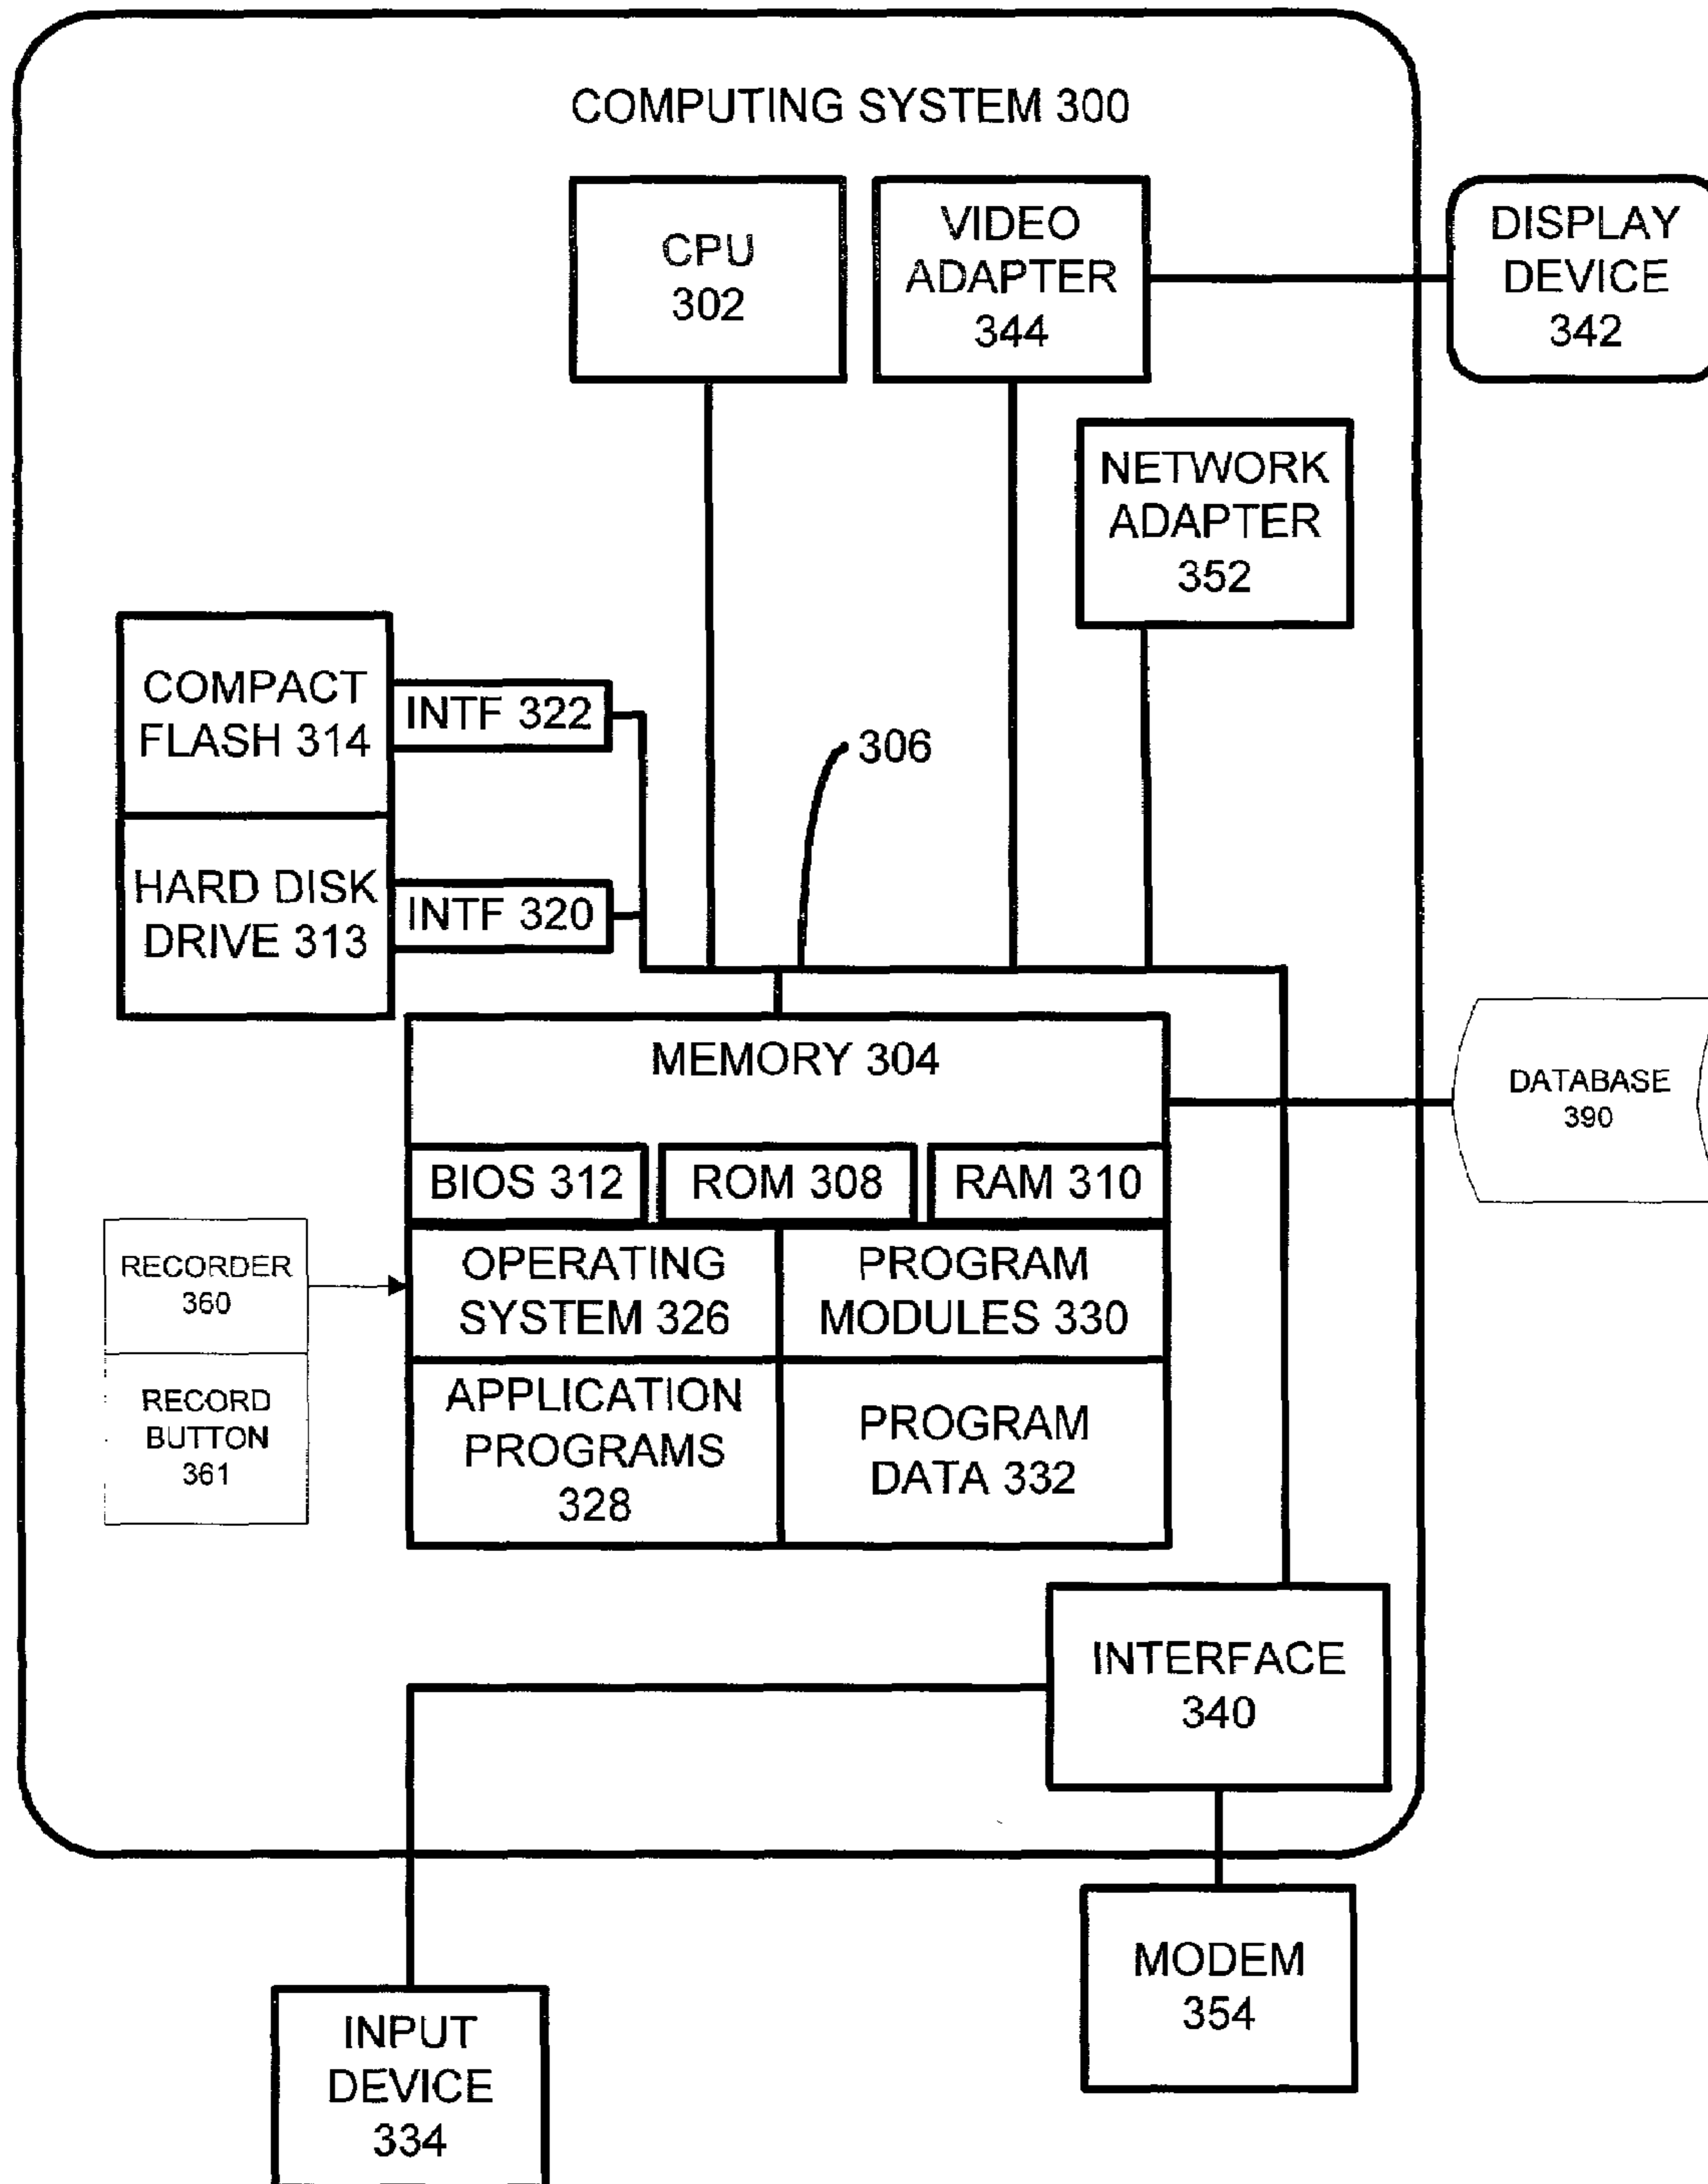 COMPUTING SYSTEM 300
CPU
302
VIDEO
ADAPTER
344
DISPLAY
DEVICE
342
NETWORK
ADAPTER
352
COMPACT
FLASH 314
INTF 322
306
HARD DISK
DRIVE 313
INTF 320
MEMORY 304
DATABASE
390
BIOS 312
ROM 308
RAM 310
RECORDER
360
OPERATING
SYSTEM 326
PROGRAM
MODULES 330
RECORD
BUTTON
361
APPLICATION
PROGRAMS
328
PROGRAM
DATA 332
INTERFACE
340
MODEM
354
INPUT
DEVICE
334